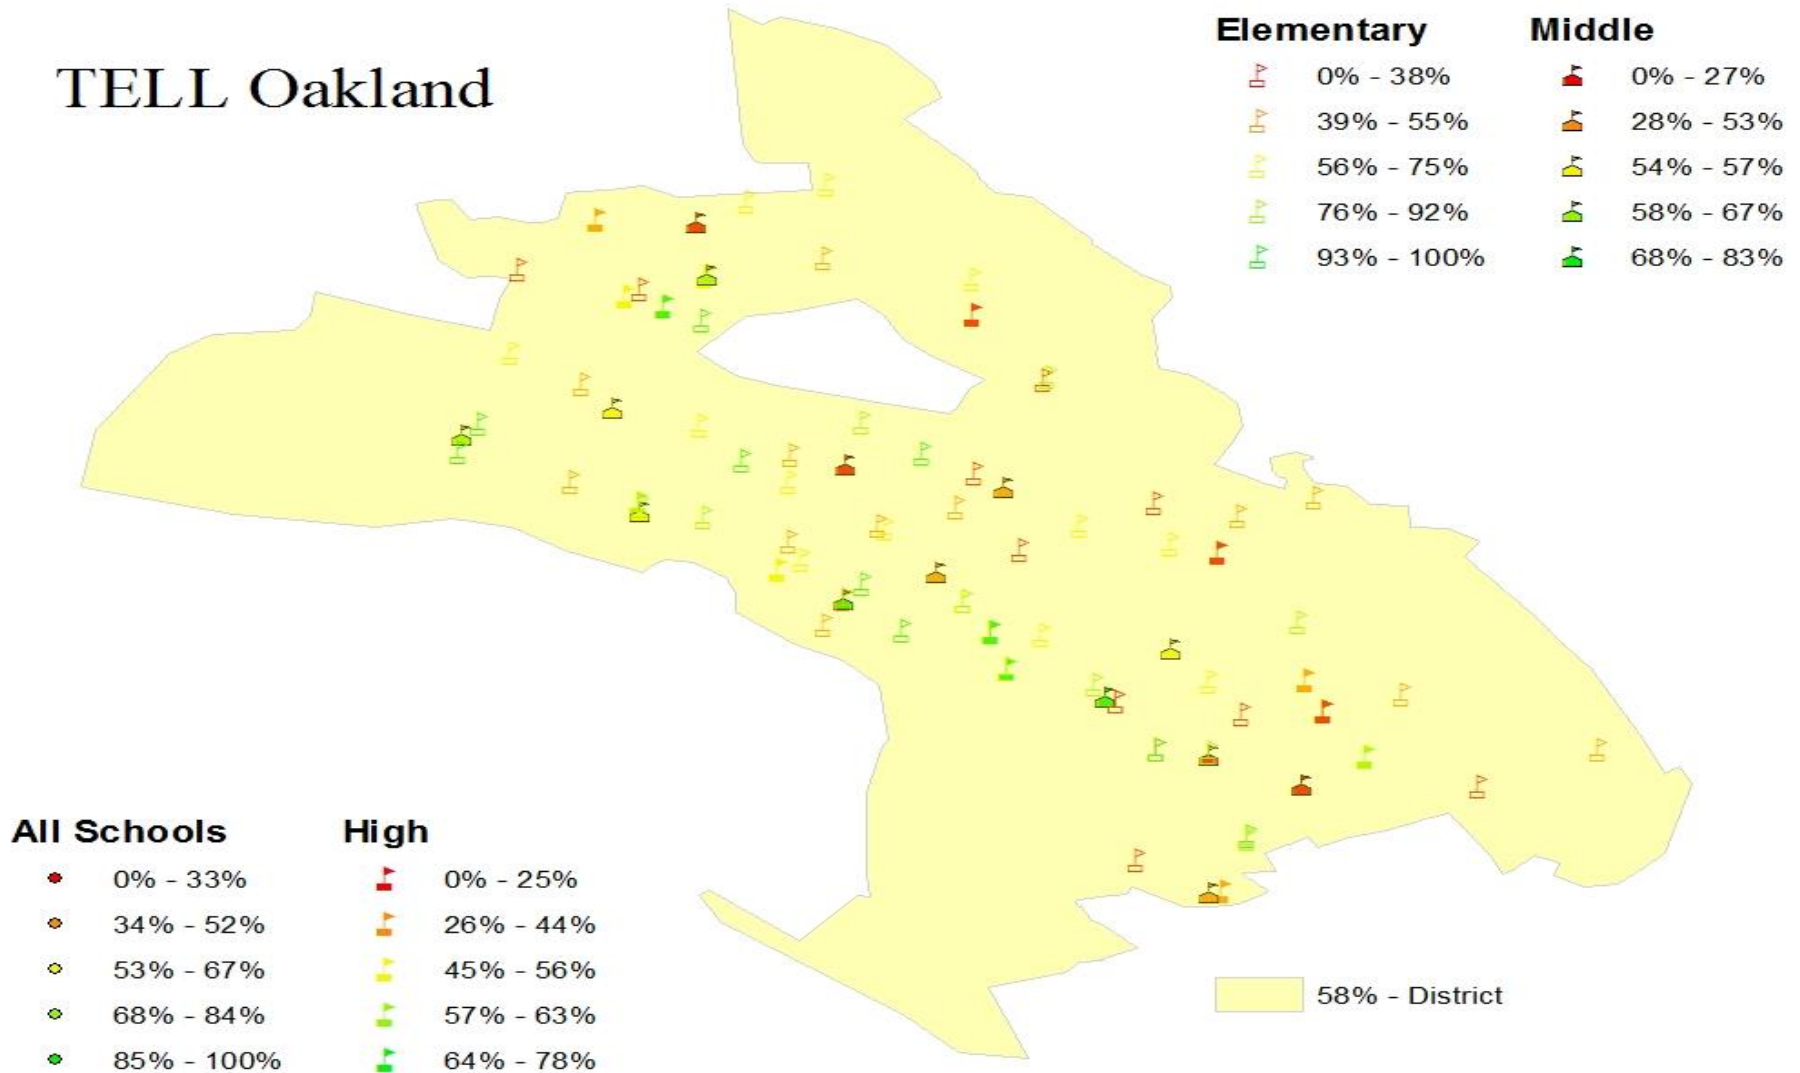 TELL Oakland
Elementary
0% - 38%
39% - 55%
56% - 75%
76% - 92%
93% - 100%
Middle
0% - 27%
28% - 53%
54% - 57%
58% - 67%
68% - 83%
All Schools
0% - 33%
34% - 52%
53% - 67%
68% - 84%
85% - 100%
High
0% - 25%
26% - 44%
45% - 56%
57% - 63%
64% - 78%
58% - District